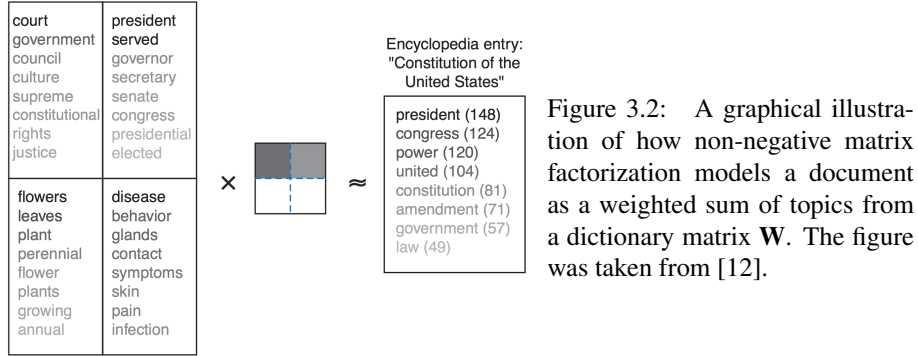 court
government
council
culture
supreme
constitutional
rights
justice
president
served
governor
secretary
senate
congress
presidential
elected
flowers
leaves
plant
perennial
flower
plants
growing
annual
disease
behavior
glands
contact
symptoms
skin
pain
infection
×
≈
Encyclopedia entry:
"Constitution of the
United States"
president (148)
congress (124)
power (120)
united (104)
constitution (81)
amendment (71)
government (57)
law (49)
Figure 3.2: A graphical illustra-
tion of how non-negative matrix
factorization models a document
as a weighted sum of topics from
a dictionary matrix W. The figure
was taken from [12].